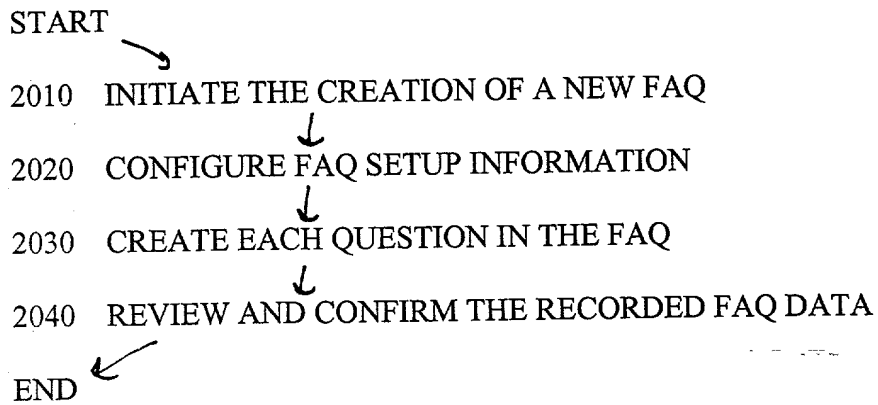 START
2010 INITIATE THE CREATION OF A NEW FAQ
2020 CONFIGURE FAQ SETUP INFORMATION
2030 CREATE EACH QUESTION IN THE FAQ
2040 REVIEW AND CONFIRM THE RECORDED FAQ DATA
END